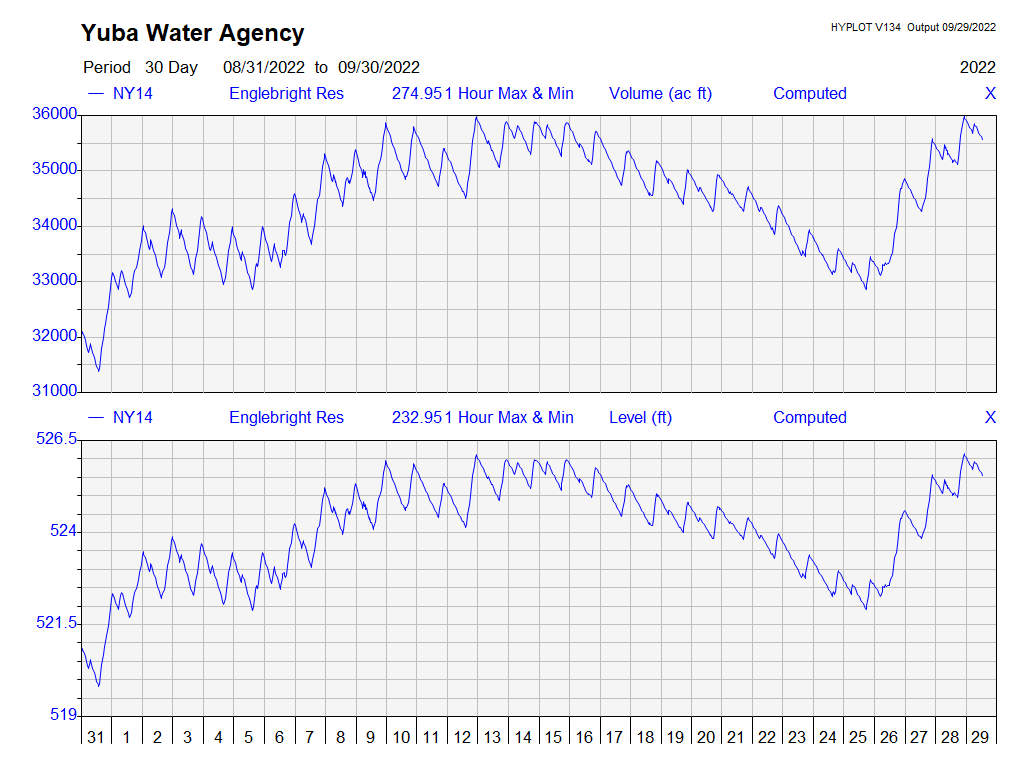 Yuba Water Agency
HYPLOT V134 Output 09/29/2022
Period 30 Day 08/31/2022 to 09/30/2022 2022
NY14 Englebright Res 274.951 Hour Max & Min Volume (ac ft) Computed X
36000
35000
34000
33000
32000
31000
NY14 Englebright Res 232.951 Hour Max & Min Level (ft) Computed X
526.5
524
521.5
519
31 1 2 3 4 5 6 7 8 9 10 11 12 13 14 15 16 17 18 19 20 21 22 23 24 25 26 27 28 29